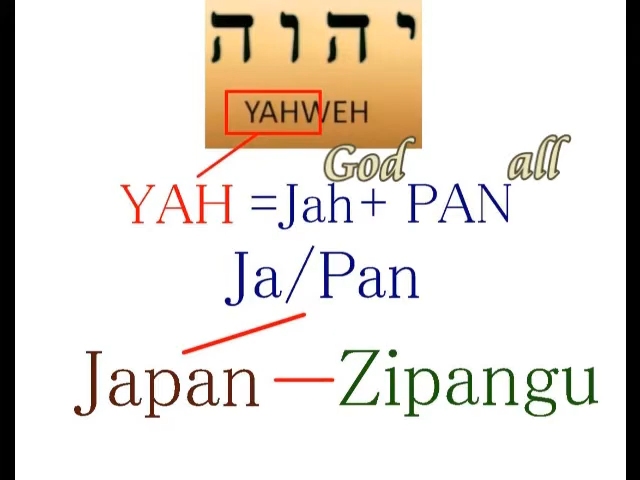 יהוה
YAHWEH
God all
YAH =Jah+ PAN
Ja/Pan
Japan Zipangu